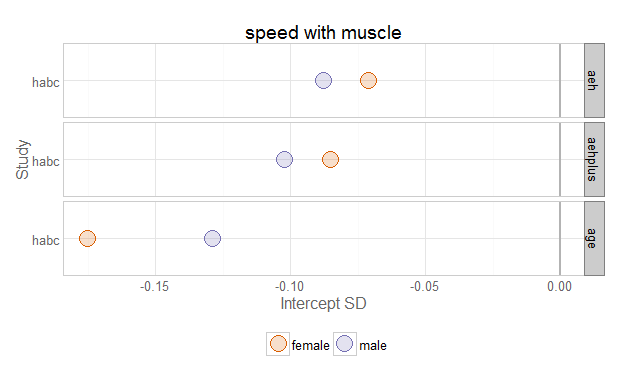 speed with muscle
habc
aeh
Study
habc
aehplus
habc
age
-0.15 -0.10 -0.05 0.00
Intercept SD
female male